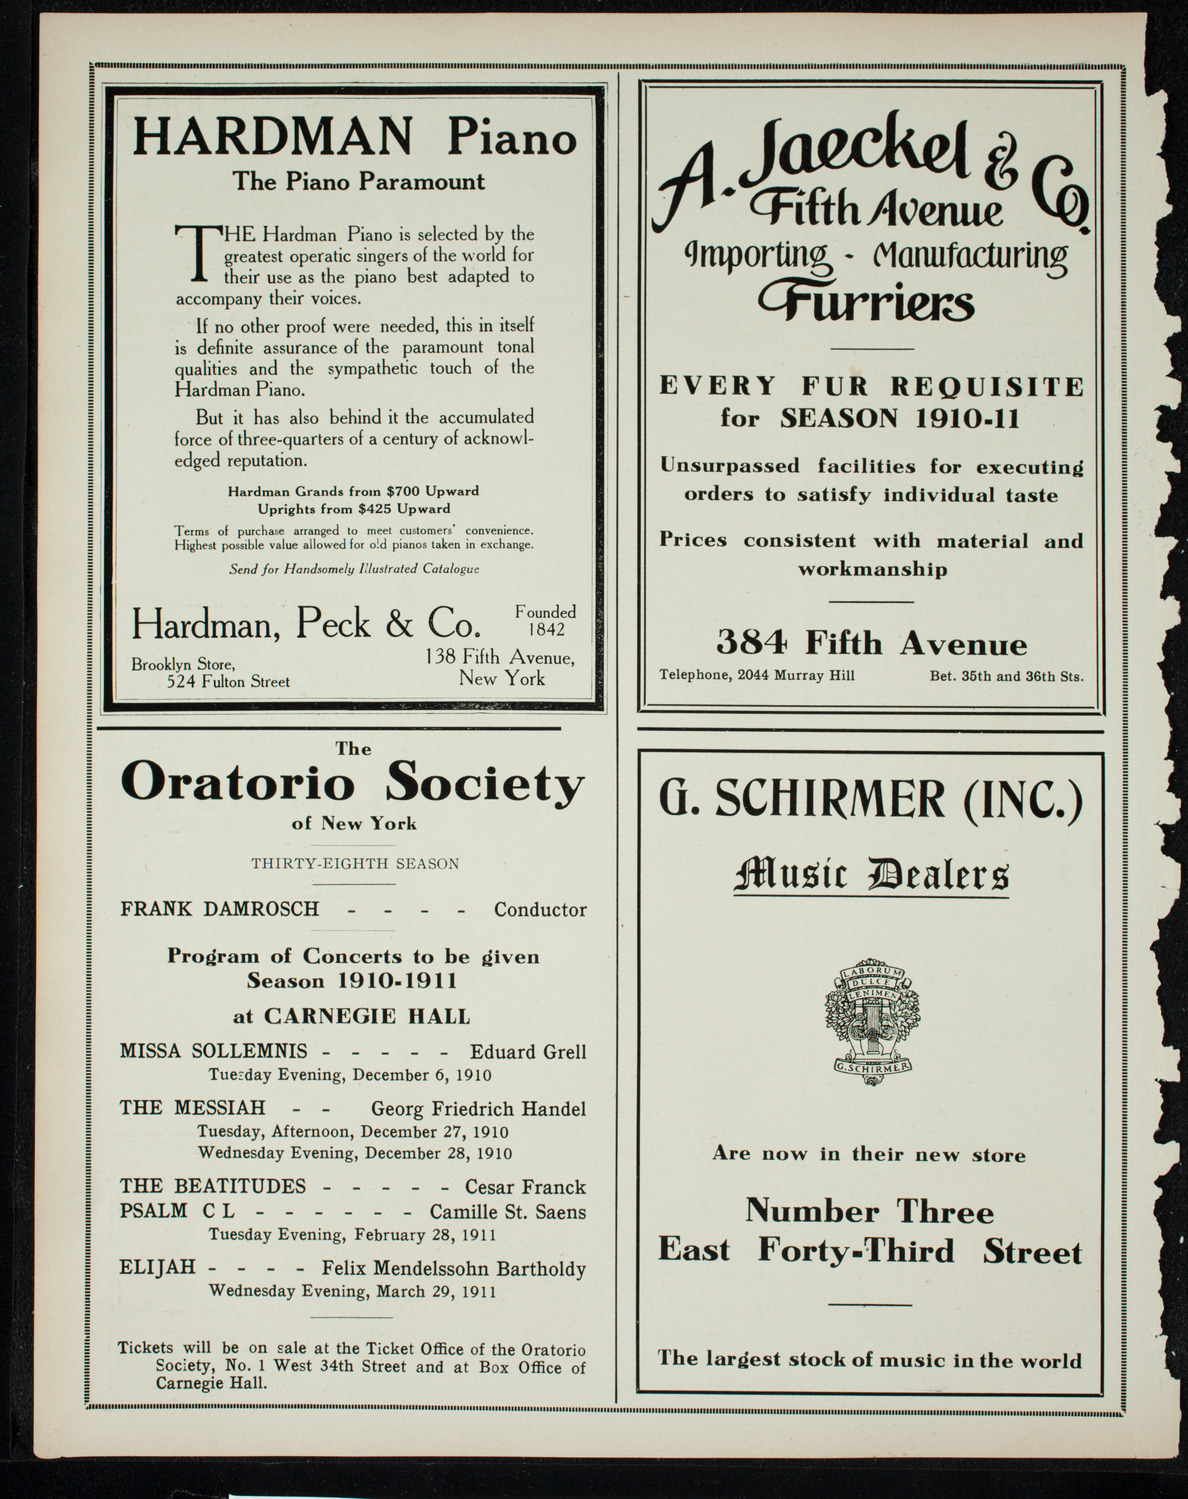 HARDMAN Piano
The Piano Paramount
THE Hardman Piano is selected by the
greatest operatic singers of the world for
their use as the piano best adapted to
accompany their voices.
If no other proof were needed, this in itself
is definite assurance of the paramount tonal
qualities and the sympathetic touch of the
Hardman Piano.
But it has also behind it the accumulated
force of three-quarters of a century of acknowl-
edged reputation.
Hardman Grands from $700 Upward
Uprights from $425 Upward
Terms of purchase arranged to meet customers' convenience.
Highest possible value allowed for old pianos taken in exchange.
Send for Handsomely Illustrated Catalogue
Hardman, Peck & Co.
Founded
1842
Brooklyn Store,
524 Fulton Street
138 Fifth Avenue,
New York
The
Oratorio Society
of New York
THIRTY-EIGHTH SEASON
FRANK DAMROSCH - - - - Conductor
Program of Concerts to be given
Season 1910-1911
at CARNEGIE HALL
MISSA SOLLEMNIS - - - - - Eduard Grell
Tuesday Evening, December 6, 1910
THE MESSIAH - - Georg Friedrich Handel
Tuesday, Afternoon, December 27, 1910
Wednesday Evening, December 28, 1910
THE BEATITUDES - - - - - Cesar Franck
PSALM C L - - - - - - Camille St. Saens
Tuesday Evening, February 28, 1911
ELIJAH - - - - Felix Mendelssohn Bartholdy
Wednesday Evening, March 29, 1911
Tickets will be on sale at the Ticket Office of the Oratorio
Society, No. 1 West 34th Street and at Box Office of
Carnegie Hall.
A. Jaeckel & Co.
Fifth Avenue
Importing - Manufacturing
Furriers
EVERY FUR REQUISITE
for SEASON 1910-11
Unsurpassed facilities for executing
orders to satisfy individual taste
Prices consistent with material and
workmanship
384 Fifth Avenue
Telephone, 2044 Murray Hill Bet. 35th and 36th Sts.
G. SCHIRMER (INC.)
Music Dealers
LABORUM
DULCE
LENIMEN
G. SCHIRMER
Are now in their new store
Number Three
East Forty-Third Street
The largest stock of music in the world